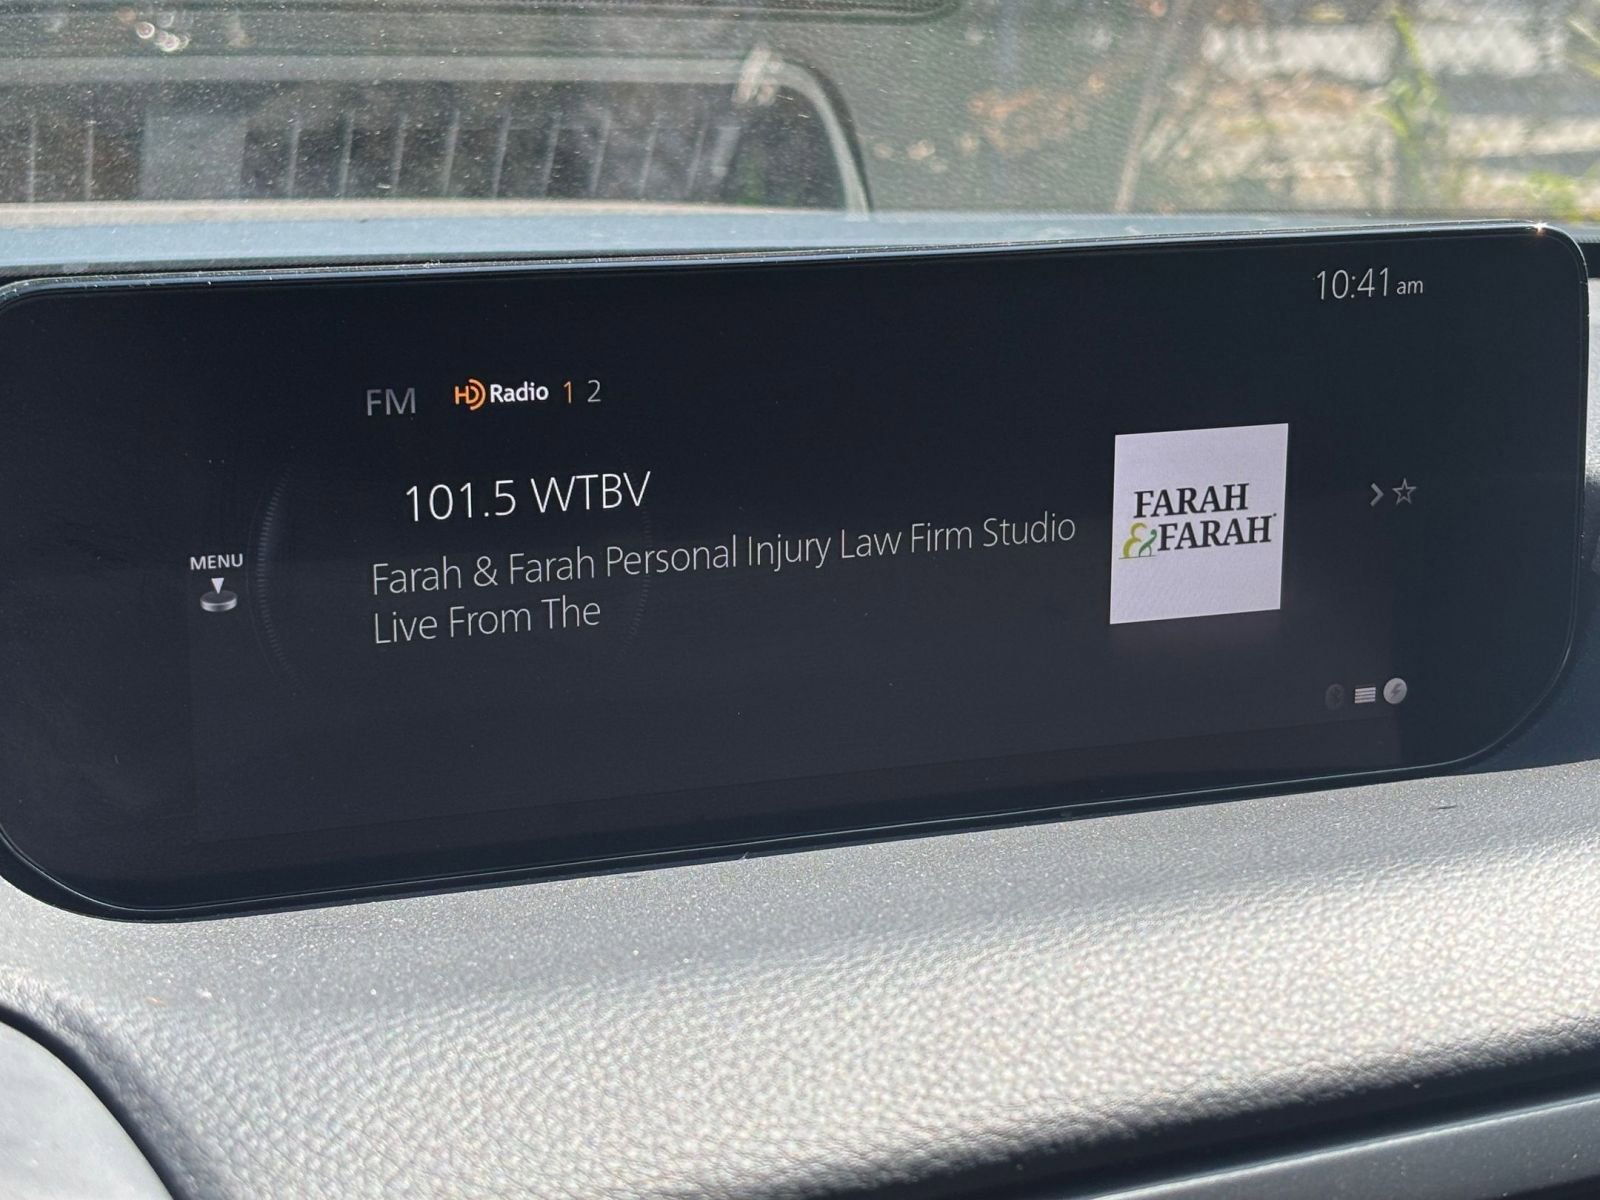 10:41 am
FM HD Radio 1 2
101.5 WTBV
Farah & Farah Personal Injury Law Firm Studio
Live From The
MENU
FARAH
&FARAH